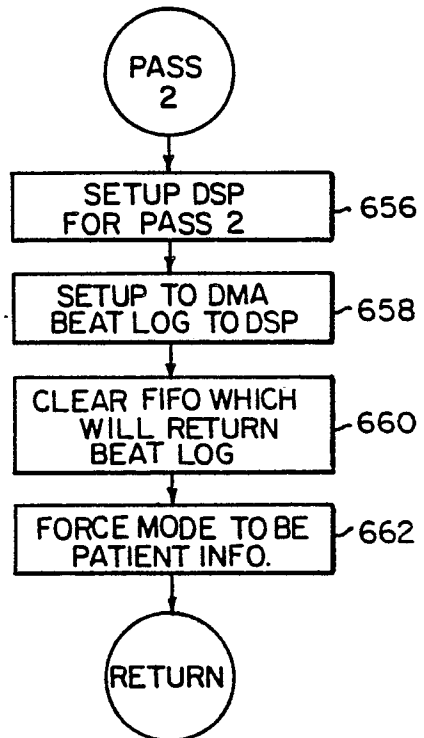 PASS
2
SETUP DSP
FOR PASS 2
656
SETUP TO DMA
BEAT LOG TO DSP
658
CLEAR FIFO WHICH
WILL RETURN
BEAT LOG
660
FORCE MODE TO BE
PATIENT INFO.
662
RETURN